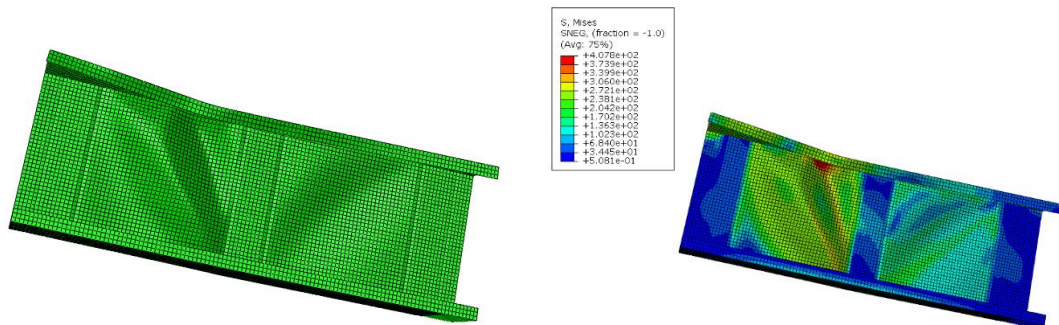 S, Mises
SNEG, (fraction = -1.0)
(Avg: 75%)
+4.078e+02
+3.739e+02
+3.399e+02
+3.060e+02
+2.721e+02
+2.381e+02
+2.042e+02
+1.702e+02
+1.363e+02
+1.023e+02
+6.840e+01
+3.445e+01
+5.081e-01